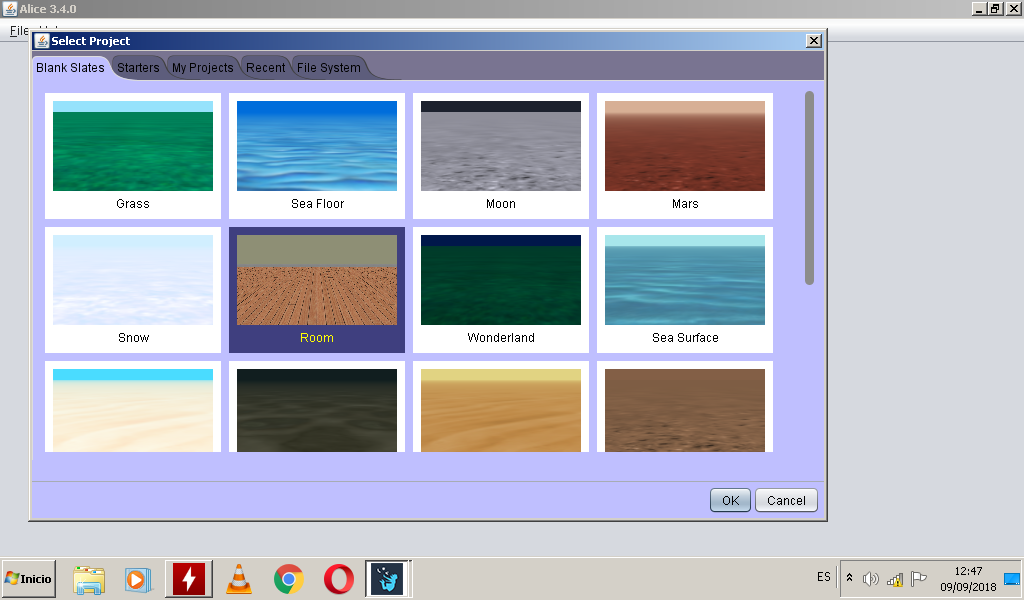 Alice 3.4.0
File
Select Project
Blank Slates Starters My Projects Recent File System
Grass Sea Floor Moon Mars
Snow Room Wonderland Sea Surface
OK Cancel
Inicio ES 12:47
09/09/2018